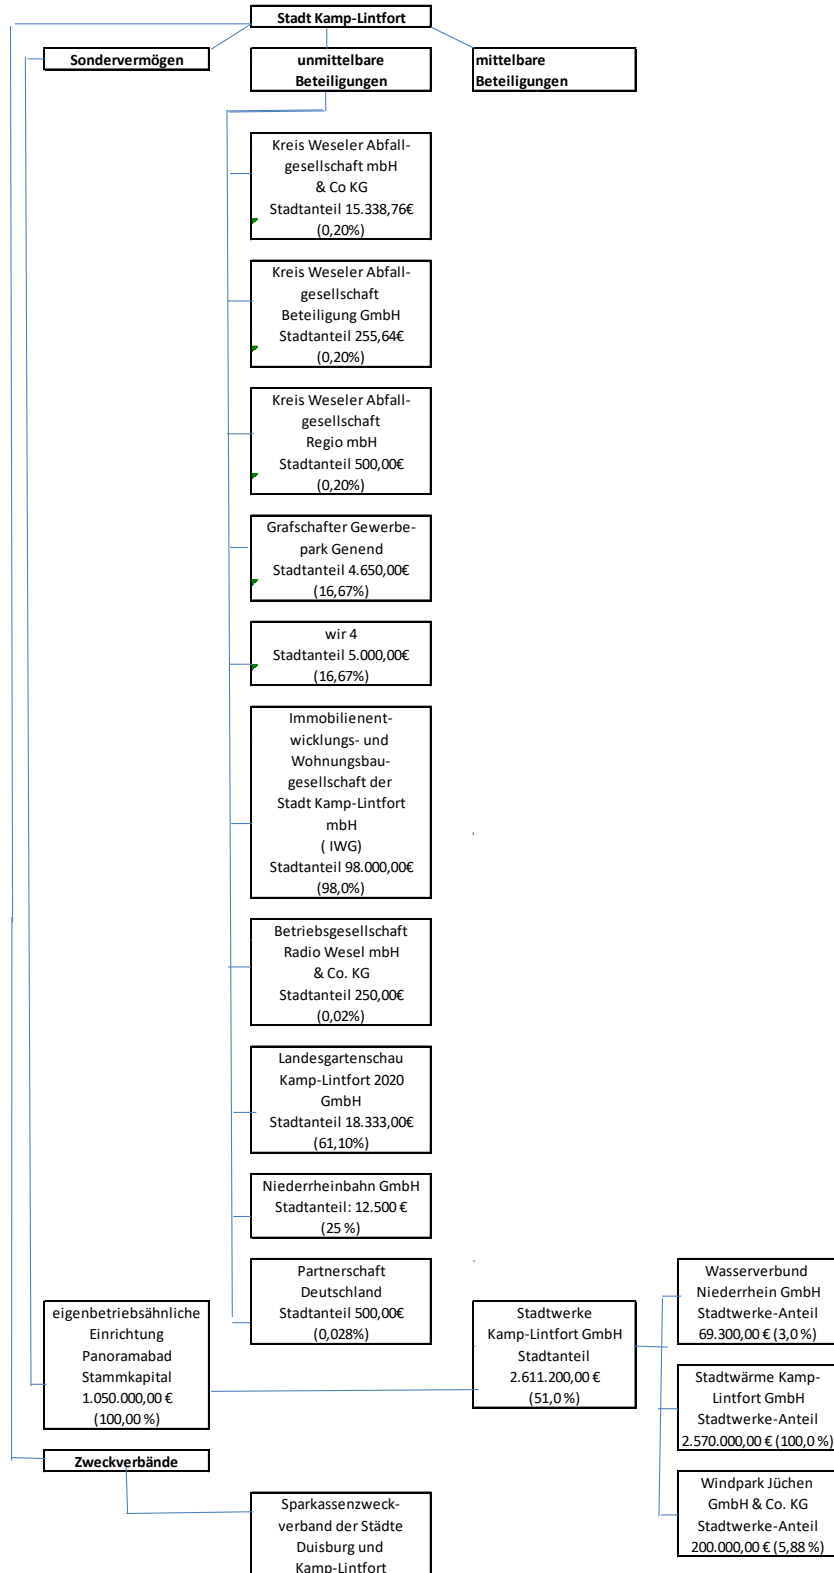 Stadt Kamp-Lintfort
Sondervermögen
unmittelbare
Beteiligungen
mittelbare
Beteiligungen
Kreis Weseler Abfall-
gesellschaft mbH
& Co KG
Stadtanteil 15.338,76€
(0,20%)
Kreis Weseler Abfall-
gesellschaft
Beteiligung GmbH
Stadtanteil 255,64€
(0,20%)
Kreis Weseler Abfall-
gesellschaft
Regio mbH
Stadtanteil 500,00€
(0,20%)
Grafschafter Gewerbe-
park Genend
Stadtanteil 4.650,00€
(16,67%)
wir 4
Stadtanteil 5.000,00€
(16,67%)
Immobilienent-
wicklungs- und
Wohnungsbau-
gesellschaft der
Stadt Kamp-Lintfort
mbH
( IWG)
Stadtanteil 98.000,00€
(98,0%)
Betriebsgesellschaft
Radio Wesel mbH
& Co. KG
Stadtanteil 250,00€
(0,02%)
Landesgartenschau
Kamp-Lintfort 2020
GmbH
Stadtanteil 18.333,00€
(61,10%)
Niederrheinbahn GmbH
Stadtanteil: 12.500 €
(25 %)
Partnerschaft
Deutschland
Stadtanteil 500,00€
(0,028%)
eigenbetriebsähnliche
Einrichtung
Panoramabad
Stammkapital
1.050.000,00 €
(100,00 %)
Stadtwerke
Kamp-Lintfort GmbH
Stadtanteil
2.611.200,00 €
(51,0 %)
Wasserverbund
Niederrhein GmbH
Stadtwerke-Anteil
69.300,00 € (3,0 %)
Stadtwärme Kamp-
Lintfort GmbH
Stadtwerke-Anteil
2.570.000,00 € (100,0 %)
Windpark Jüchen
GmbH & Co. KG
Stadtwerke-Anteil
200.000,00 € (5,88 %)
Zweckverbände
Sparkassenzweck-
verband der Städte
Duisburg und
Kamp-Lintfort